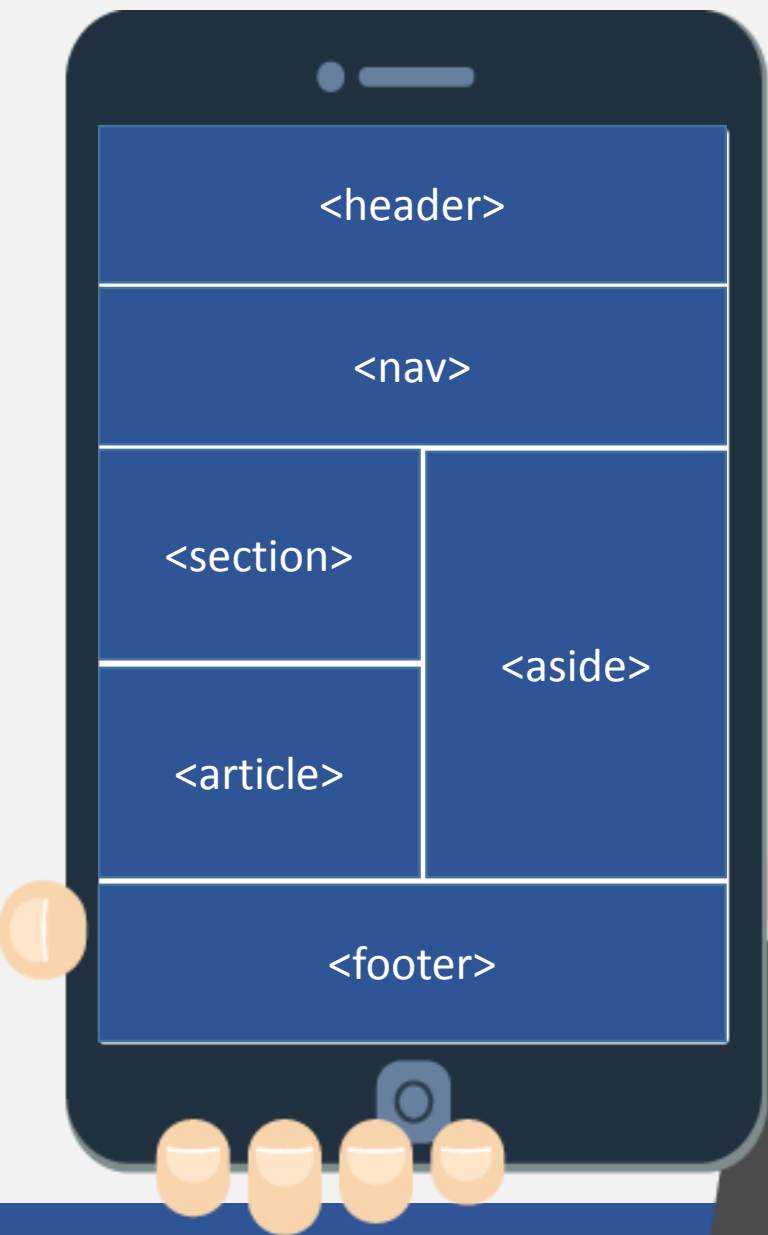 <header>
<nav>
<section>
<article>
<aside>
<footer>